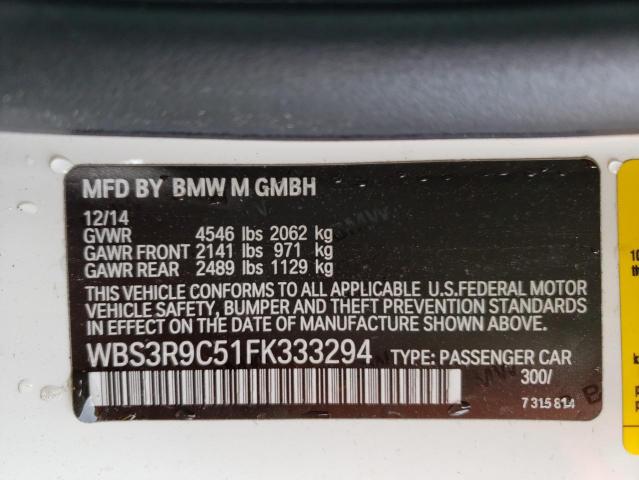 MFD BY BMW M GMBH
12/14
GVWR 4546 lbs 2062 kg
GAWR FRONT 2141 lbs 971 kg
GAWR REAR 2489 lbs 1129 kg
THIS VEHICLE CONFORMS TO ALL APPLICABLE U.S.FEDERAL MOTOR
VEHICLE SAFETY, BUMPER AND THEFT PREVENTION STANDARDS
IN EFFECT ON THE DATE OF MANUFACTURE SHOWN ABOVE.
WBS3R9C51FK333294 TYPE: PASSENGER CAR
300/
7 315 814